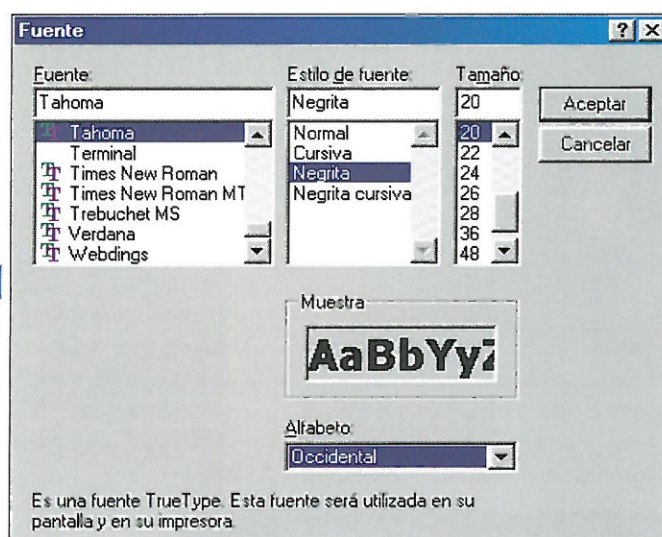 Fuente
Fuente:
Tahoma
Tahoma
Terminal
Times New Roman
Times New Roman MT
Trebuchet MS
Verdana
Webdings
Estilo de fuente:
Negrita
Normal
Cursiva
Negrita
Negrita cursiva
Tamaño:
20
20
22
24
26
28
36
48
Aceptar
Cancelar
Muestra
AaBbYyZ
Alfabeto:
Occidental
Es una fuente TrueType. Esta fuente será utilizada en su
pantalla y en su impresora.